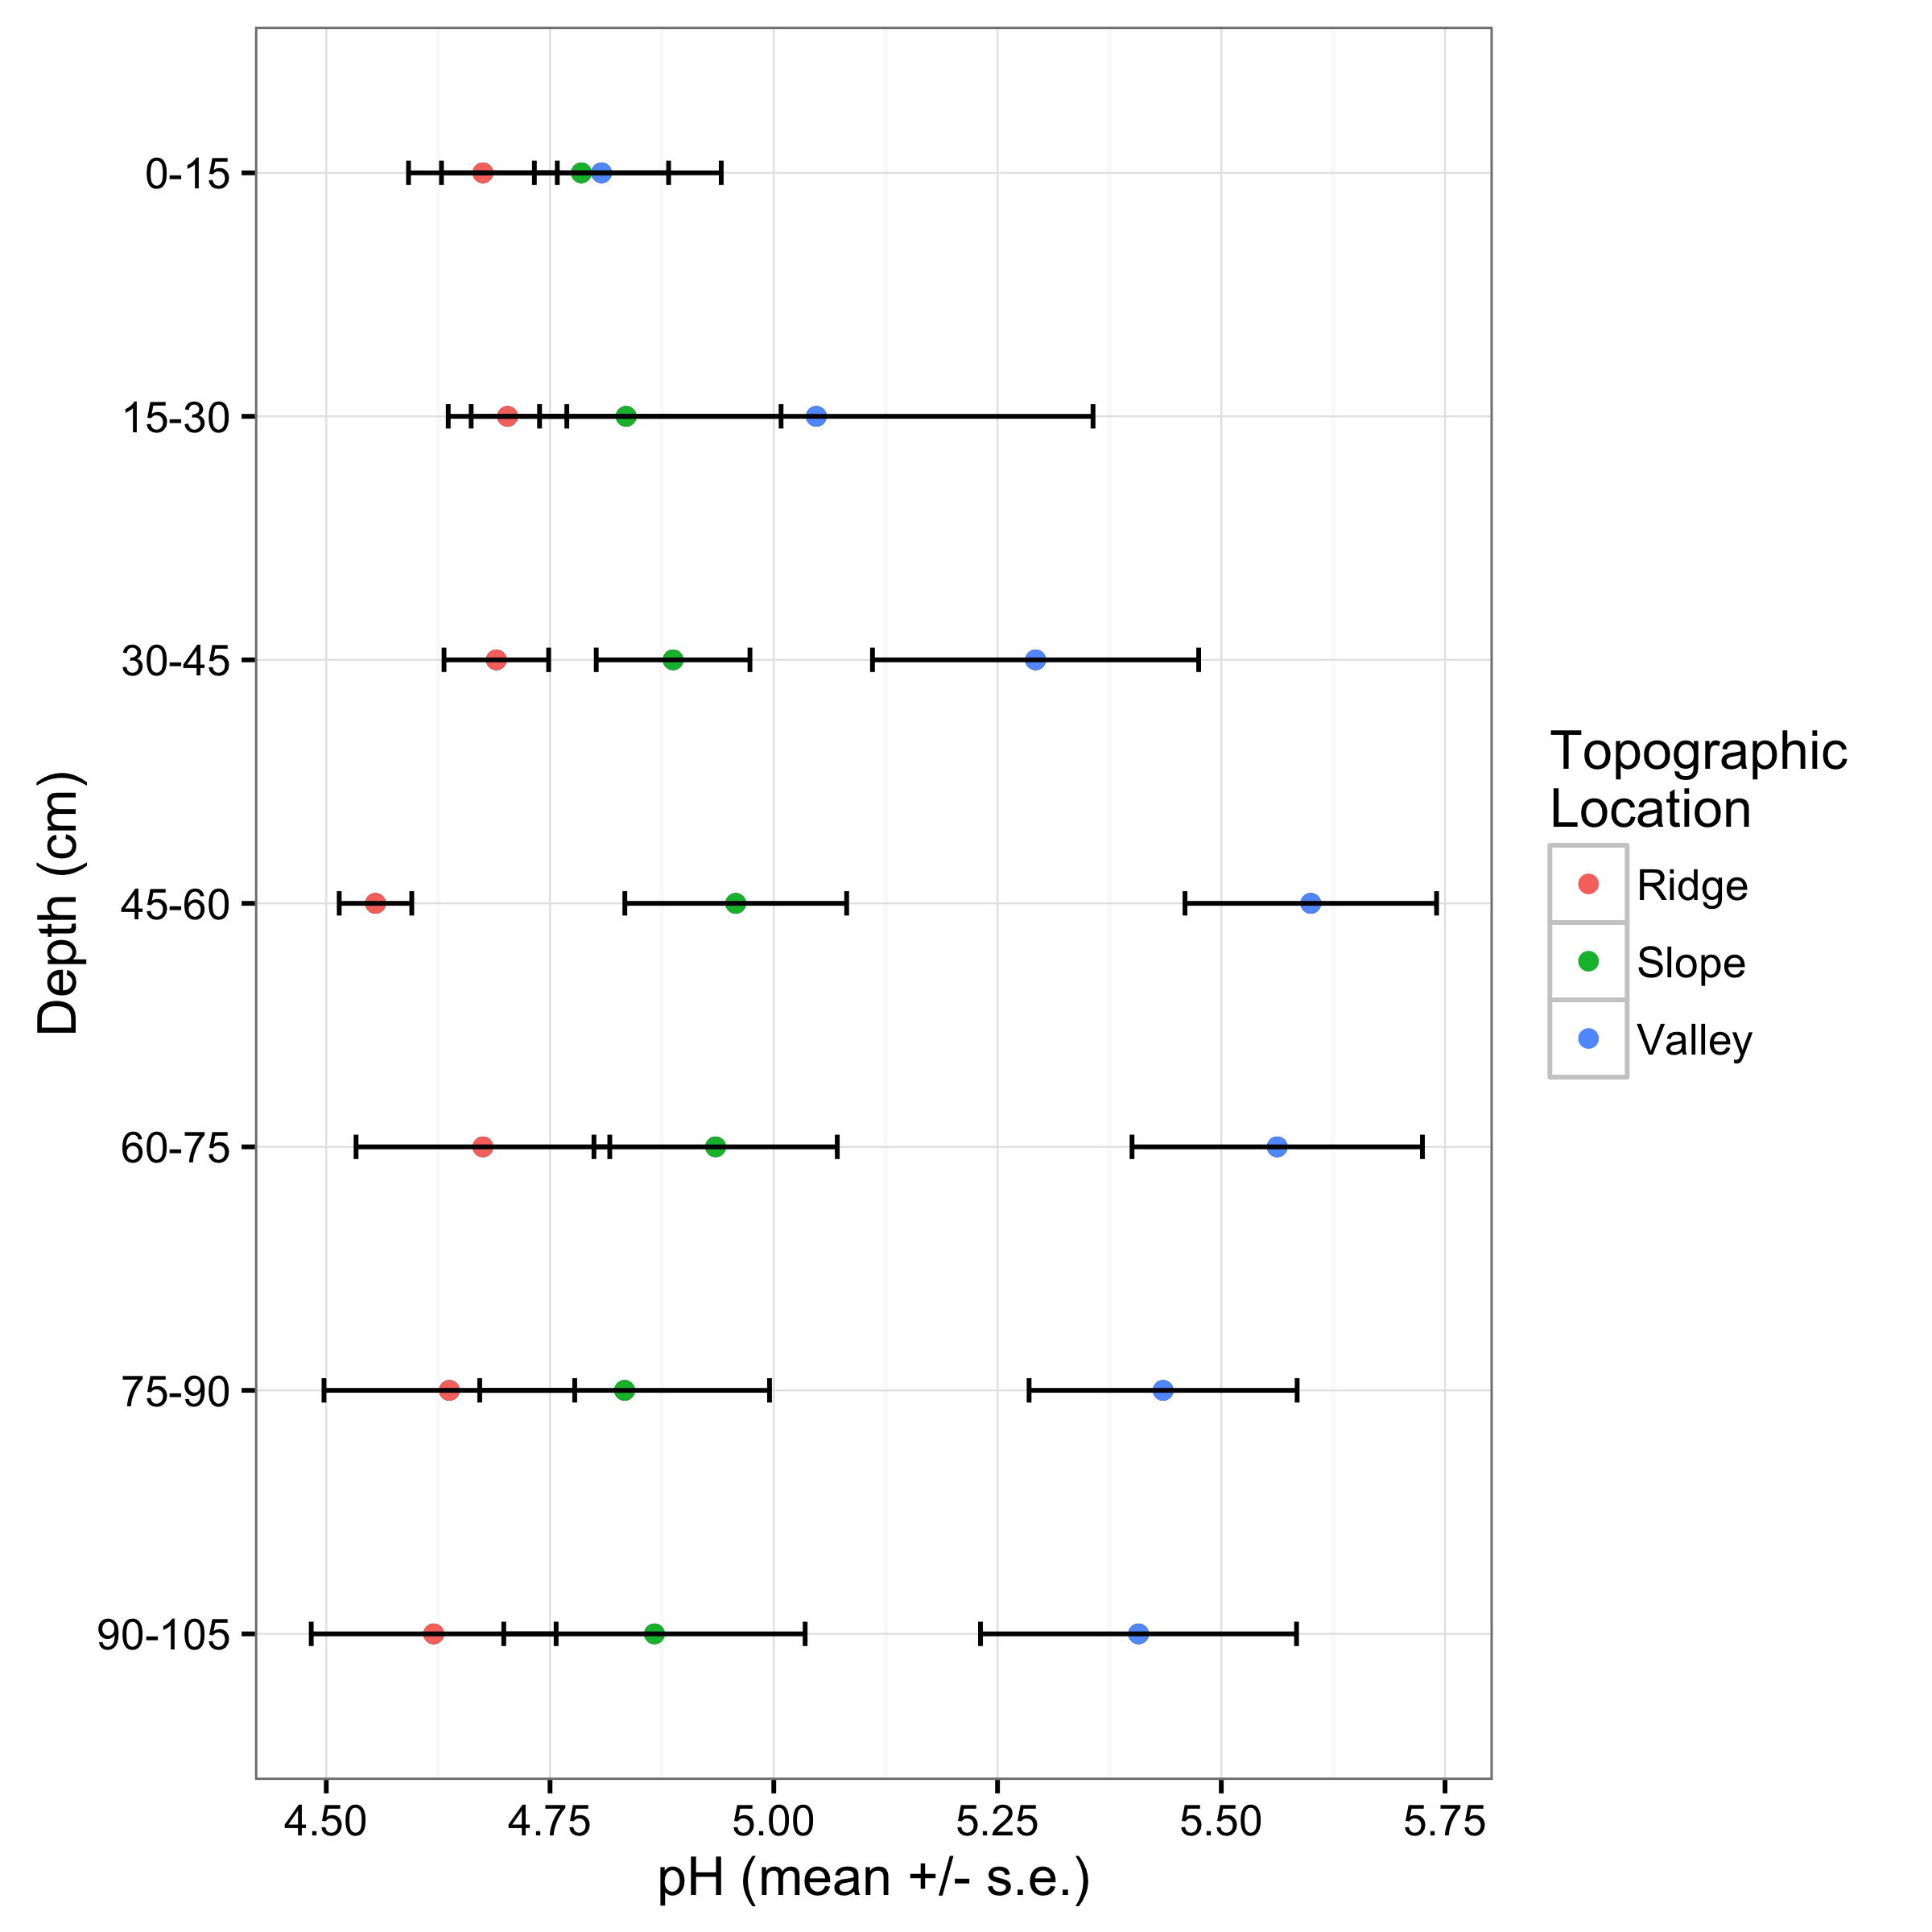 0-15
15-30
30-45
45-60
60-75
75-90
90-105
Depth (cm)
4.50 4.75 5.00 5.25 5.50 5.75
pH (mean +/- s.e.)
Topographic
Location
Ridge
Slope
Valley